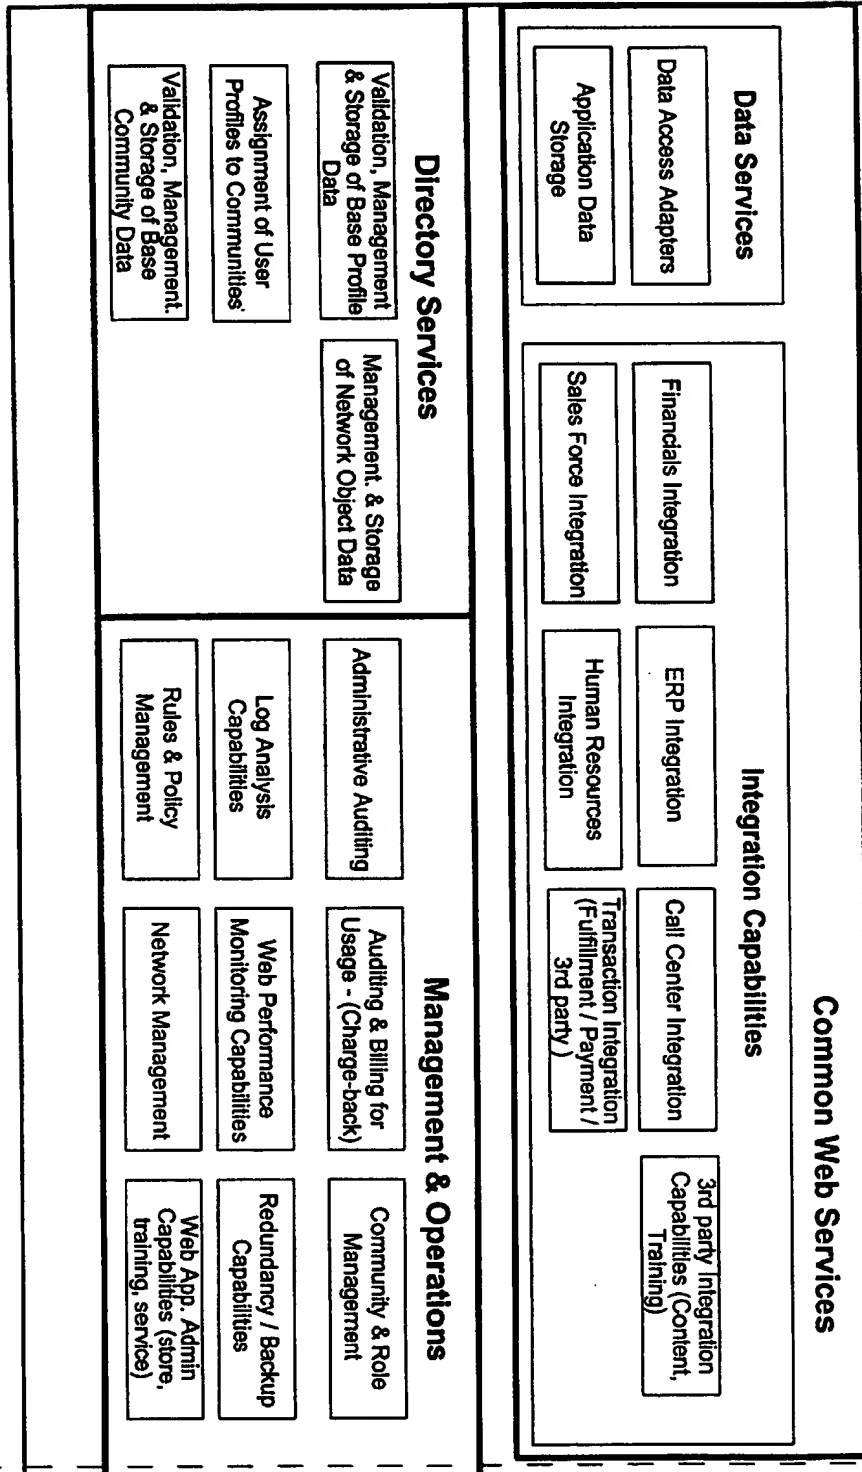 Common Web Services
Data Services
Data Access Adapters
Application Data
Storage
Integration Capabilities
Financials Integration
ERP Integration
Call Center Integration
3rd party Integration
Capabilities (Content,
Training)
Sales Force Integration
Human Resources
Integration
Transaction Integration
(Fulfillment / Payment /
3rd party )
Directory Services
Validation, Management
& Storage of Base Profile
Data
Management. & Storage
of Network Object Data
Assignment of User
Profiles to Communities'
Validation, Management.
& Storage of Base
Community Data
Management & Operations
Administrative Auditing
Auditing & Billing for
Usage - (Charge-back)
Community & Role
Management
Log Analysis
Capabilities
Web Performance
Monitoring Capabilities
Redundancy / Backup
Capabilities
Rules & Policy
Management
Network Management
Web App. Admin
Capabilities (store,
training, service)